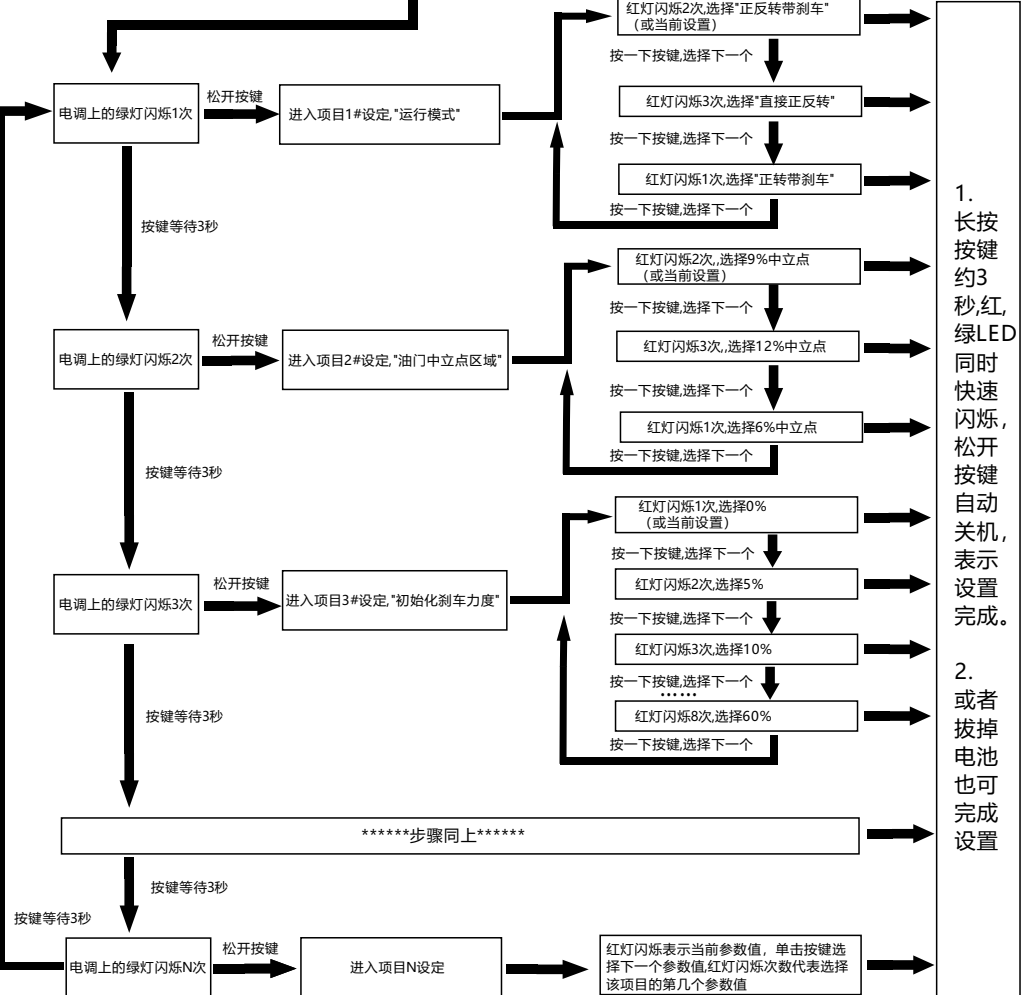 红灯闪烁2次,选择"正反转带刹车"
（或当前设置）
按一下按键,选择下一个
电调上的绿灯闪烁1次
松开按键
进入项目1#设定,"运行模式"
红灯闪烁3次,选择"直接正反转"
按一下按键,选择下一个
红灯闪烁1次,选择"正转带刹车"
按一下按键,选择下一个
按键等待3秒
红灯闪烁2次,,选择9%中立点
（或当前设置）
按一下按键,选择下一个
电调上的绿灯闪烁2次
松开按键
进入项目2#设定,"油门中立点区域"
红灯闪烁3次,,选择12%中立点
按一下按键,选择下一个
红灯闪烁1次,选择6%中立点
按一下按键,选择下一个
按键等待3秒
红灯闪烁1次,选择0%
（或当前设置）
按一下按键,选择下一个
电调上的绿灯闪烁3次
松开按键
进入项目3#设定,"初始化刹车力度"
红灯闪烁2次,选择5%
按一下按键,选择下一个
红灯闪烁3次,选择10%
按一下按键,选择下一个
……
红灯闪烁8次,选择60%
按一下按键,选择下一个
按键等待3秒
******步骤同上******
按键等待3秒
按键等待3秒
电调上的绿灯闪烁N次
松开按键
进入项目N设定
红灯闪烁表示当前参数值，单击按键选
择下一个参数值,红灯闪烁次数代表选择
该项目的第几个参数值
1.
长按
按键
约3
秒,红,
绿LED
同时
快速
闪烁，
松开
按键
自动
关机，
表示
设置
完成。
2.
或者
拔掉
电池
也可
完成
设置